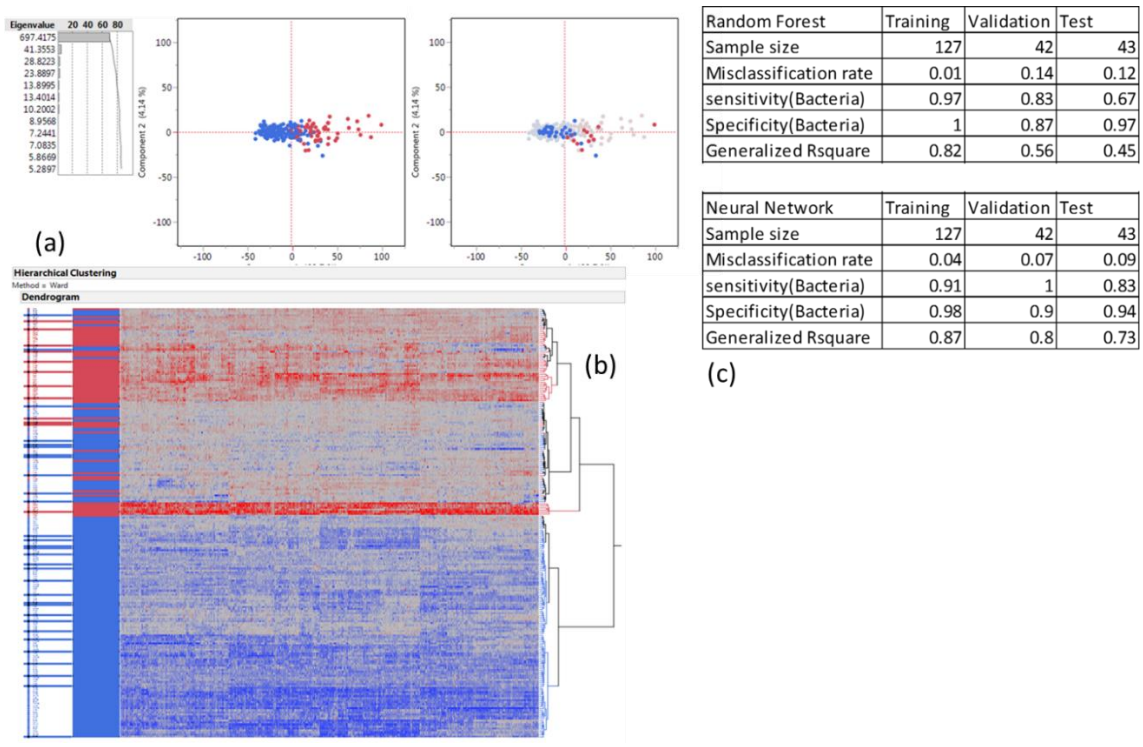 Eigenvalue 20 40 60 80
697.4175
41.3553
28.8223
23.8897
13.8995
13.4014
10.2002
8.9568
7.2441
7.0835
5.8669
5.2897
(a)
Component 2 (4.14 %)
100
50
0
-50
-100
-100 -50 0 50 100
Component 2 (4.14 %)
100
50
0
-50
-100
-100 -50 0 50 100
Hierarchical Clustering
Method = Ward
Dendrogram
(b)
Random Forest Training Validation Test
Sample size 127 42 43
Misclassification rate 0.01 0.14 0.12
sensitivity(Bacteria) 0.97 0.83 0.67
Specificity(Bacteria) 1 0.87 0.97
Generalized Rsquare 0.82 0.56 0.45
Neural Network Training Validation Test
Sample size 127 42 43
Misclassification rate 0.04 0.07 0.09
sensitivity(Bacteria) 0.91 1 0.83
Specificity(Bacteria) 0.98 0.9 0.94
Generalized Rsquare 0.87 0.8 0.73
(c)